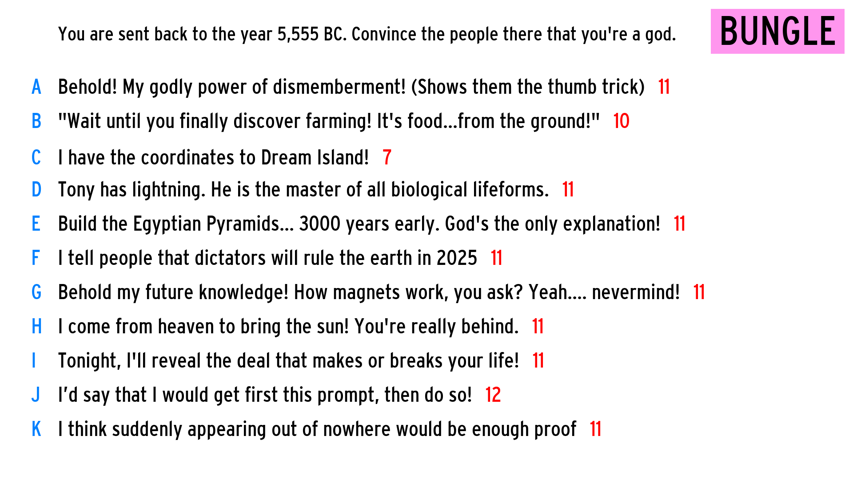 You are sent back to the year 5,555 BC. Convince the people there that you're a god.
BUNGLE
A Behold! My godly power of dismemberment! (Shows them the thumb trick) 11
B "Wait until you finally discover farming! It's food...from the ground!" 10
C I have the coordinates to Dream Island! 7
D Tony has lightning. He is the master of all biological lifeforms. 11
E Build the Egyptian Pyramids... 3000 years early. God's the only explanation! 11
F I tell people that dictators will rule the earth in 2025 11
G Behold my future knowledge! How magnets work, you ask? Yeah.... nevermind! 11
H I come from heaven to bring the sun! You're really behind. 11
I Tonight, I'll reveal the deal that makes or breaks your life! 11
J I’d say that I would get first this prompt, then do so! 12
K I think suddenly appearing out of nowhere would be enough proof 11